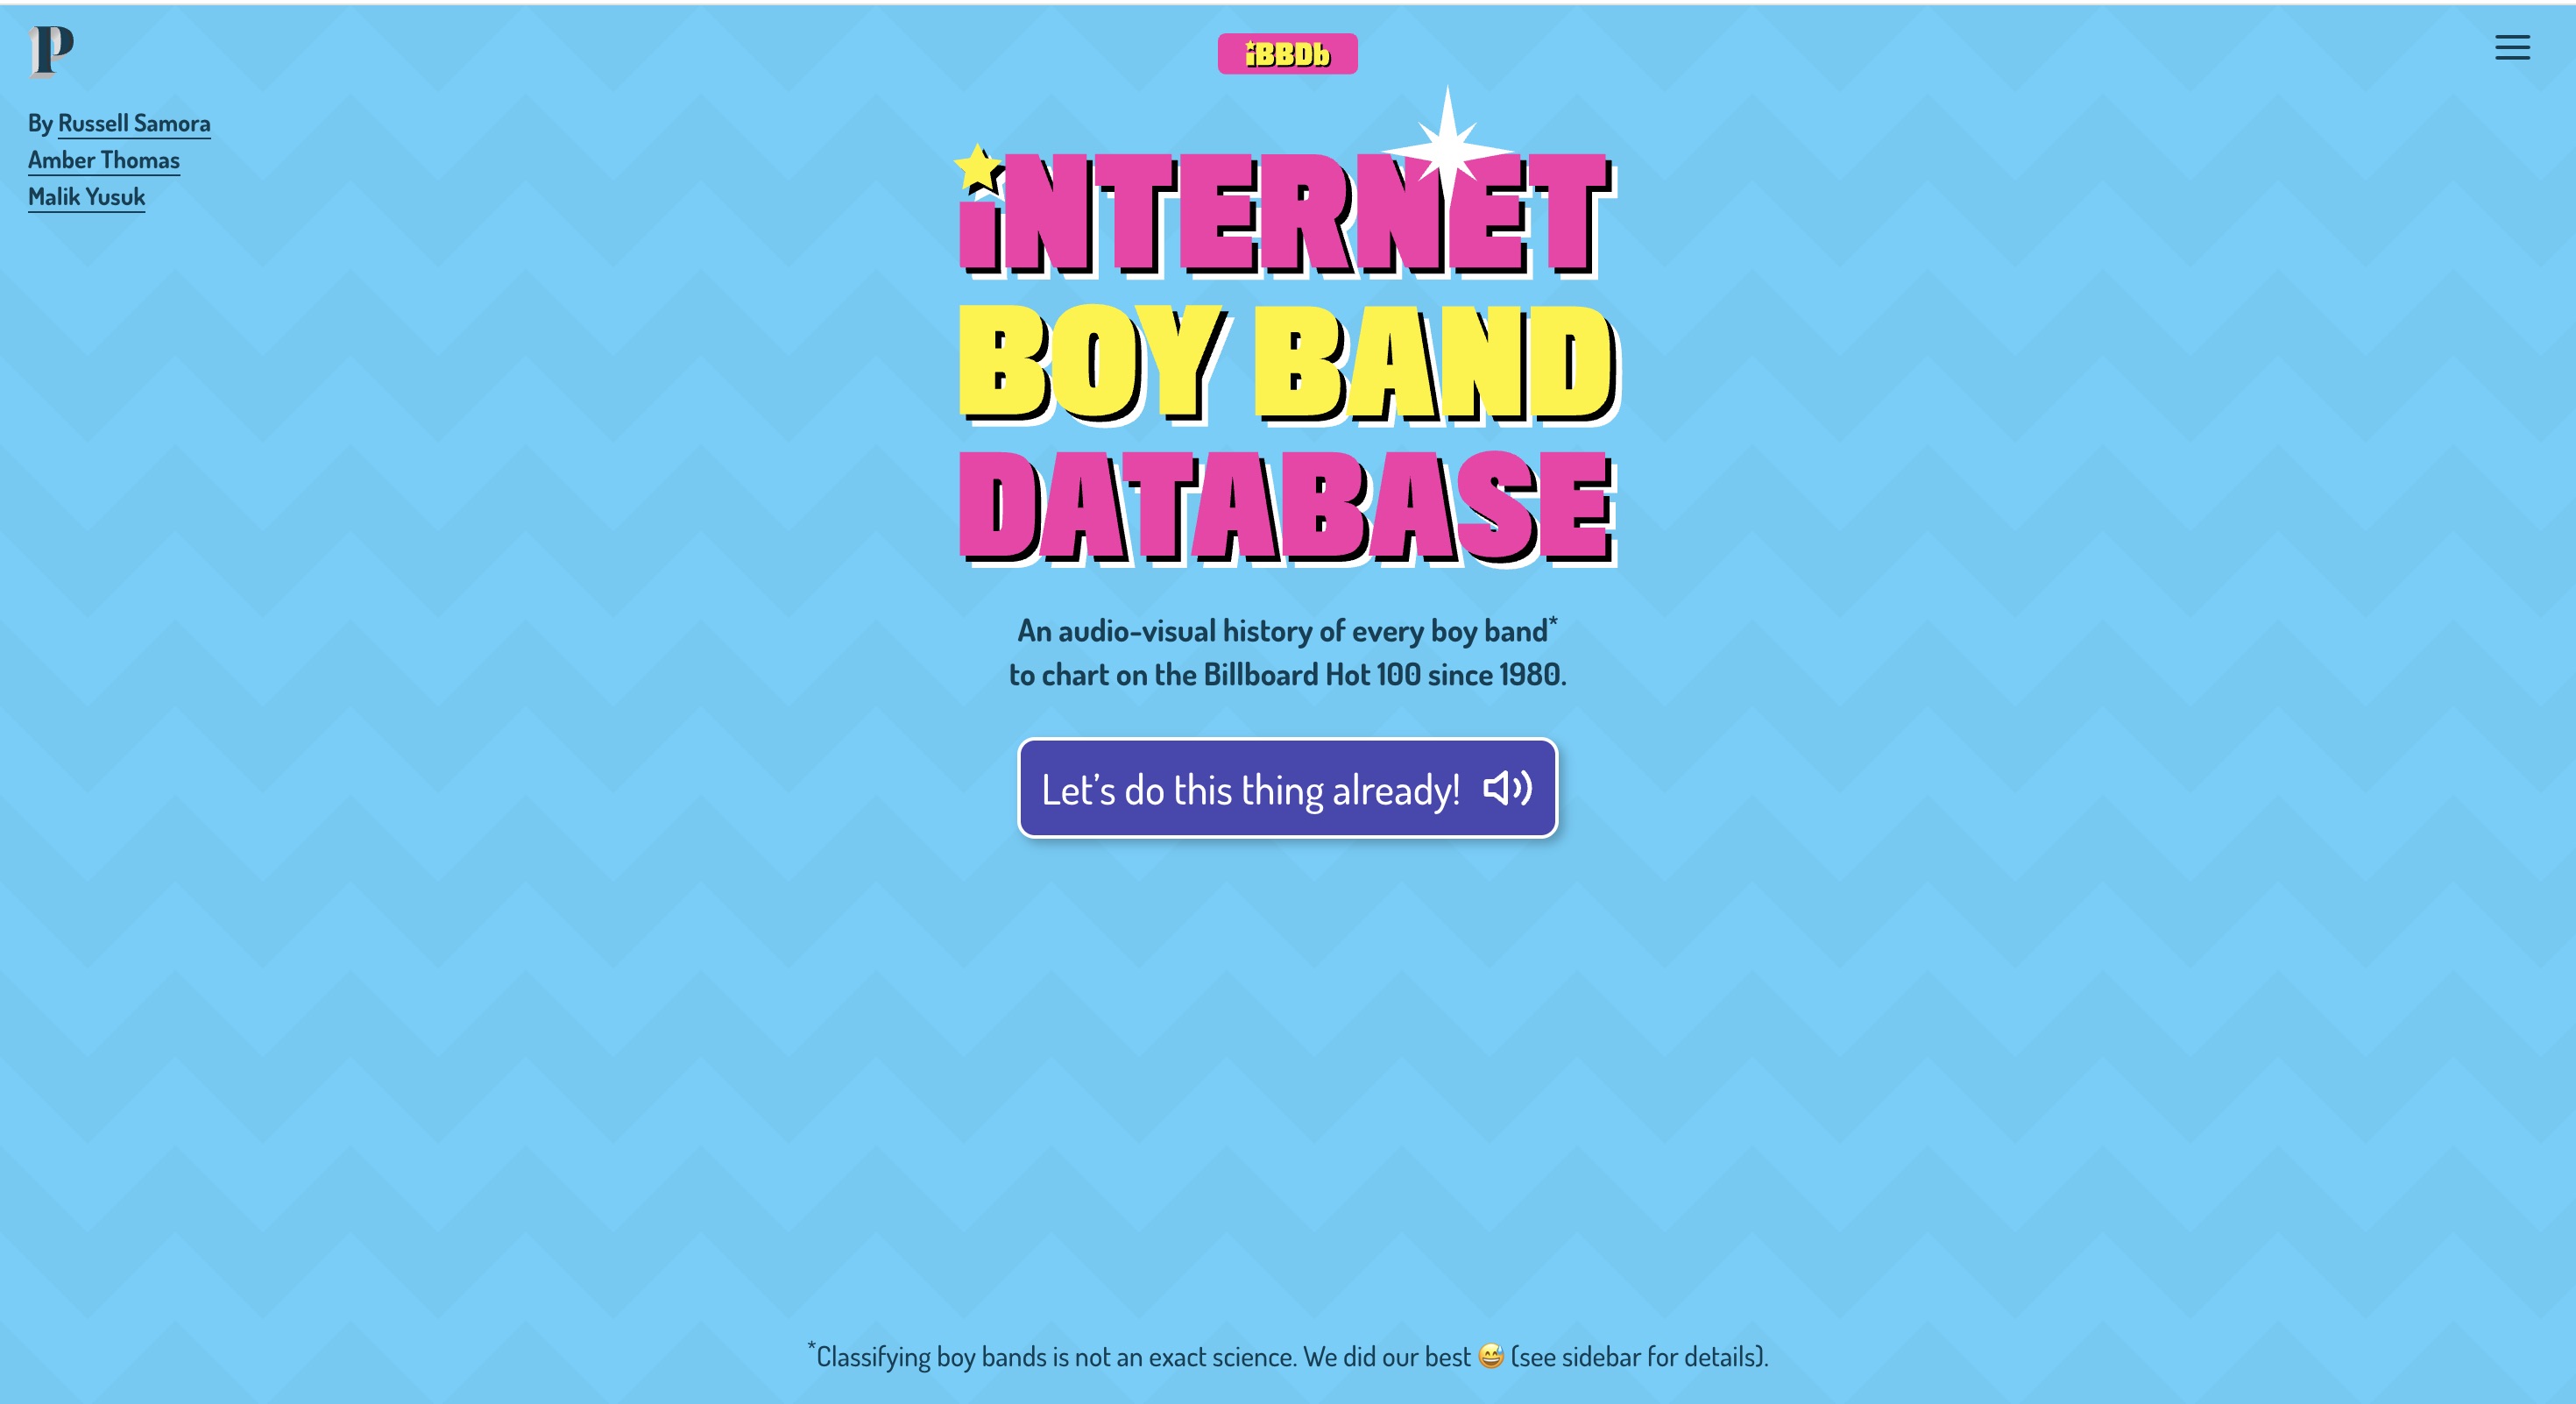 P
iBBDb
By Russell Samora
Amber Thomas
Malik Yusuk
iNTERNET
BOY BAND
DATABASE
An audio-visual history of every boy band*
to chart on the Billboard Hot 100 since 1980.
Let's do this thing already!
*Classifying boy bands is not an exact science. We did our best 😅 (see sidebar for details).